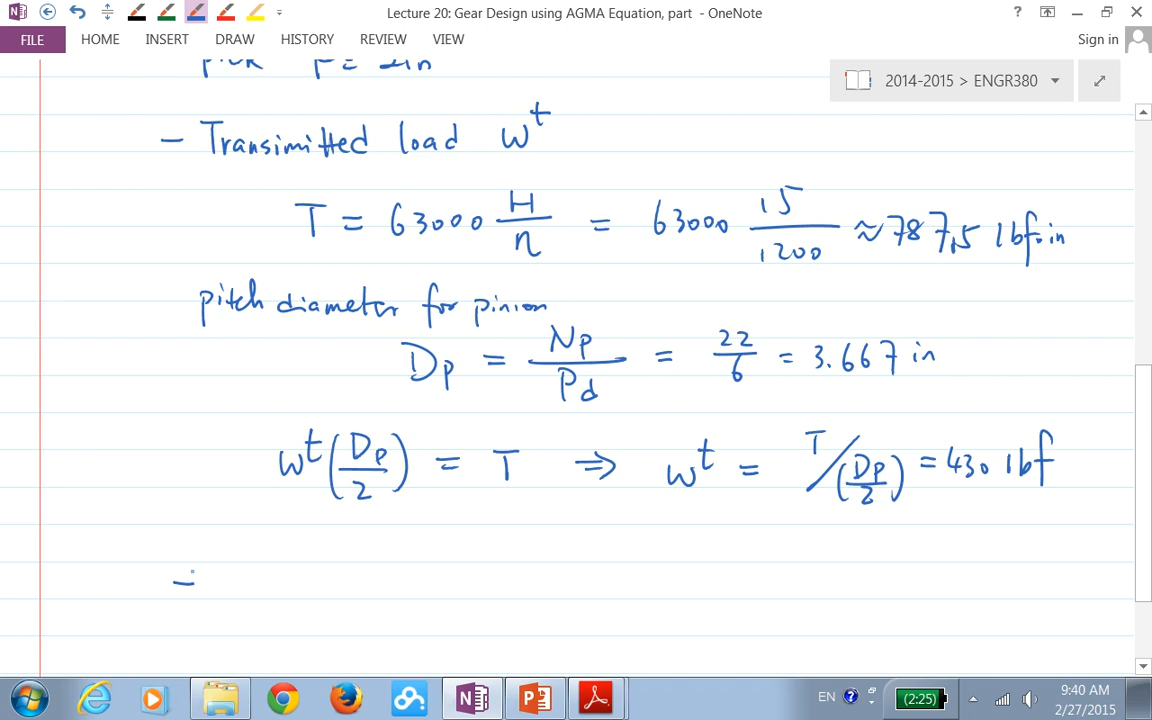 Lecture 20: Gear Design using AGMA Equation, part - OneNote
?
FILE HOME INSERT DRAW HISTORY REVIEW VIEW Sign in
pick F = 2in
2014-2015 > ENGR380
- Transimitted load W^t
T = 63000 H/n = 63000 15/1200 ≈ 787.5 lbf·in
pitch diameter for pinion
Dp = Np/Pd = 22/6 = 3.667 in
W^t (Dp/2) = T ⇒ W^t = T/(Dp/2) = 430 lbf
-
EN ? (2:25) 9:40 AM
2/27/2015